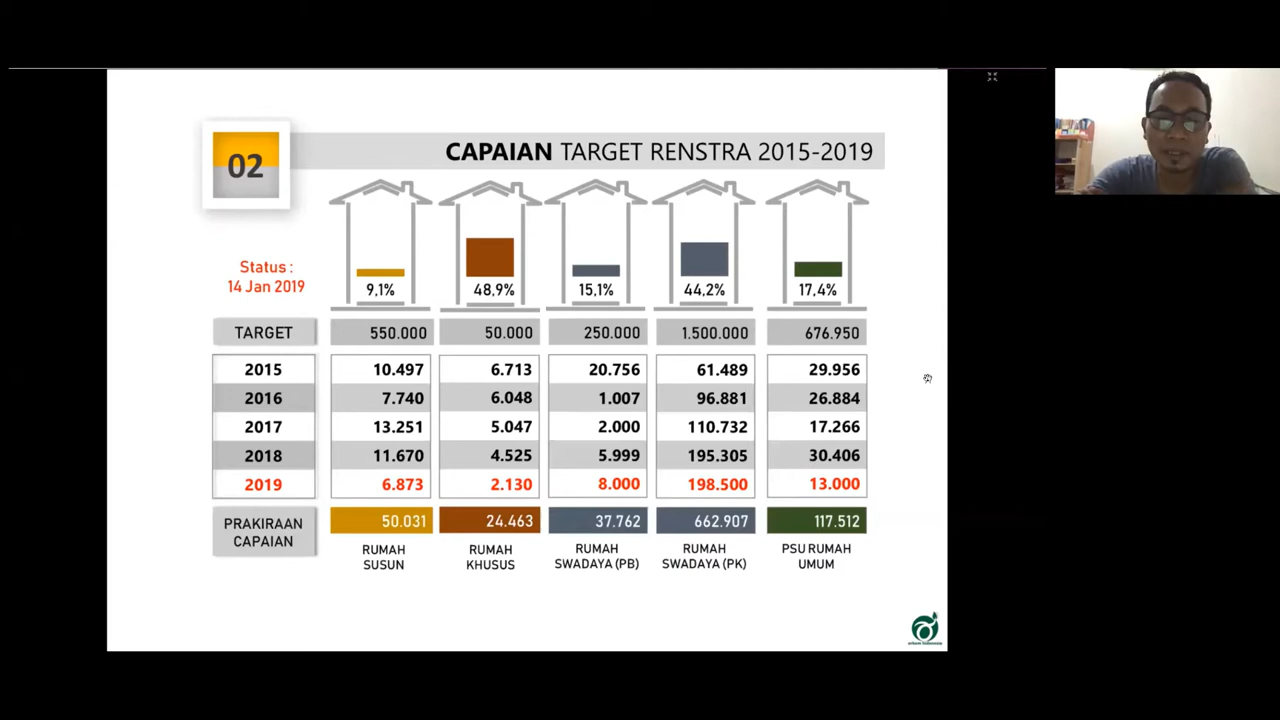 02
CAPAIAN TARGET RENSTRA 2015-2019
Status :
14 Jan 2019
9,1% 48,9% 15,1% 44,2% 17,4%
TARGET 550.000 50.000 250.000 1.500.000 676.950
2015 10.497 6.713 20.756 61.489 29.956
2016 7.740 6.048 1.007 96.881 26.884
2017 13.251 5.047 2.000 110.732 17.266
2018 11.670 4.525 5.999 195.305 30.406
2019 6.873 2.130 8.000 198.500 13.000
PRAKIRAAN
CAPAIAN
50.031 24.463 37.762 662.907 117.512
RUMAH
SUSUN
RUMAH
KHUSUS
RUMAH
SWADAYA (PB)
RUMAH
SWADAYA (PK)
PSU RUMAH
UMUM
urbam indonesia